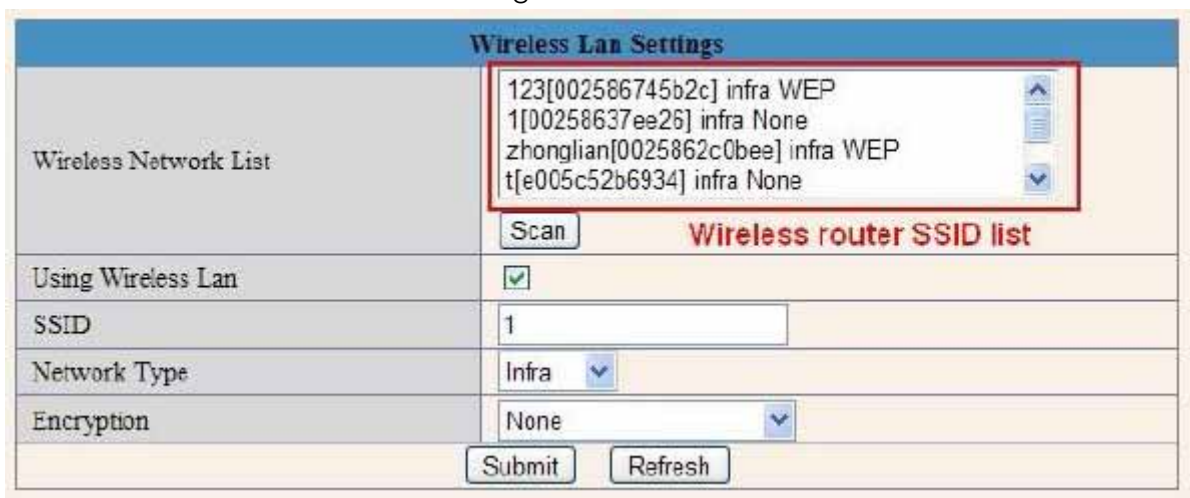 Wireless Lan Settings
Wireless Network List
123[002586745b2c] infra WEP
1[00258637ee26] infra None
zhonglian[0025862c0bee] infra WEP
t[e005c52b6934] infra None
Scan
Wireless router SSID list
Using Wireless Lan
SSID
1
Network Type
Infra
Encryption
None
Submit Refresh